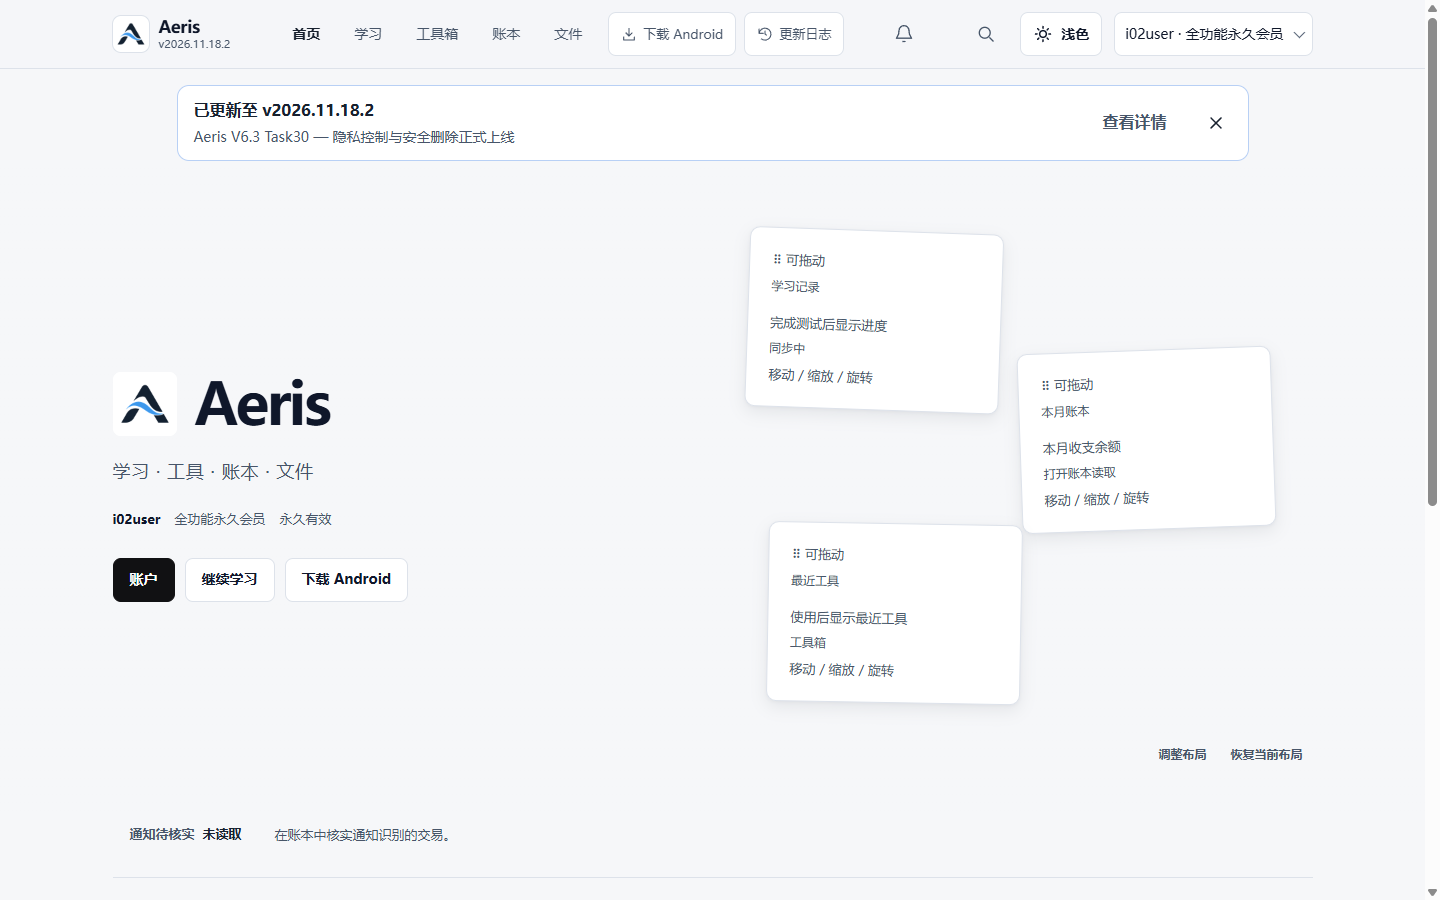 Aeris
v2026.11.18.2
首页 学习 工具箱 账本 文件 下载 Android 更新日志 浅色 i02user · 全功能永久会员
已更新至 v2026.11.18.2
Aeris V6.3 Task30 — 隐私控制与安全删除正式上线
查看详情
⠿ 可拖动
学习记录
完成测试后显示进度
同步中
移动 / 缩放 / 旋转
⠿ 可拖动
本月账本
本月收支余额
打开账本读取
移动 / 缩放 / 旋转
Aeris
学习 · 工具 · 账本 · 文件
i02user 全功能永久会员 永久有效
账户 继续学习 下载 Android
⠿ 可拖动
最近工具
使用后显示最近工具
工具箱
移动 / 缩放 / 旋转
调整布局 恢复当前布局
通知待核实 未读取 在账本中核实通知识别的交易。